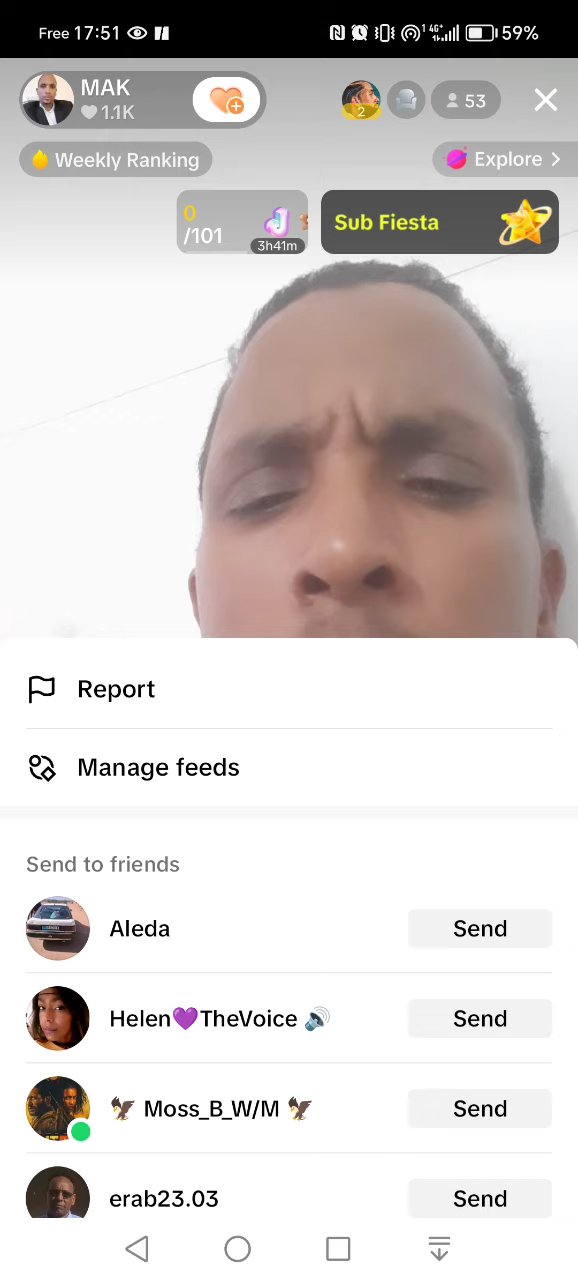 Free 17:51 59%
MAK
1.1K
2
53
Weekly Ranking
Explore
0
/101
3h41m
Sub Fiesta
Report
Manage feeds
Send to friends
Aleda Send
Helen💜TheVoice 🔊 Send
🦅 Moss_B_W/M 🦅 Send
erab23.03 Send